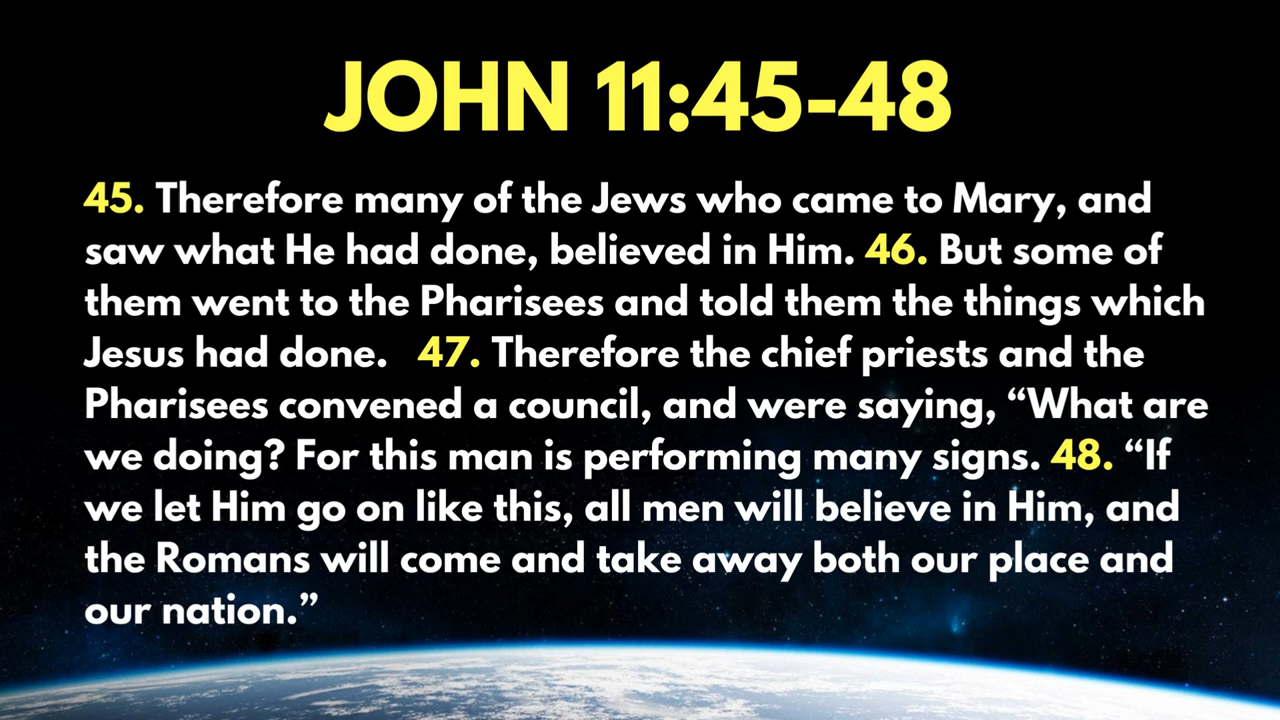 JOHN 11:45-48
45. Therefore many of the Jews who came to Mary, and
saw what He had done, believed in Him. 46. But some of
them went to the Pharisees and told them the things which
Jesus had done.   47. Therefore the chief priests and the
Pharisees convened a council, and were saying, “What are
we doing? For this man is performing many signs. 48. “If
we let Him go on like this, all men will believe in Him, and
the Romans will come and take away both our place and
our nation.”